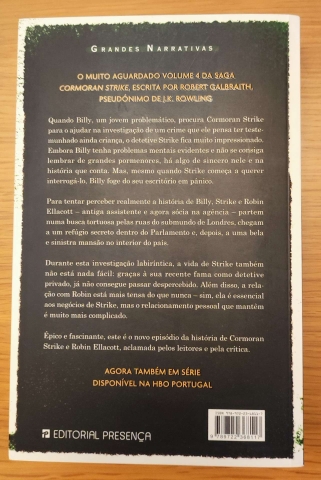 GRANDES NARRATIVAS
O MUITO AGUARDADO VOLUME 4 DA SAGA
CORMORAN STRIKE, ESCRITA POR ROBERT GALBRAITH,
PSEUDÓNIMO DE J.K. ROWLING
Quando Billy, um jovem problemático, procura Cormoran Strike
para o ajudar na investigação de um crime que ele pensa ter teste-
munhado ainda criança, o detetive Strike fica muito impressionado.
Embora Billy tenha problemas mentais evidentes e não se consiga
lembrar de grandes pormenores, há algo de sincero nele e na
história que conta. Mas, mesmo quando Strike começa a querer
interrogá-lo, Billy foge do seu escritório em pânico.
Para tentar perceber realmente a história de Billy, Strike e Robin
Ellacott – antiga assistente e agora sócia na agência – partem
numa busca tortuosa pelas ruas do submundo de Londres, chegam
a um refúgio secreto dentro do Parlamento e, depois, a uma bela
e sinistra mansão no interior do país.
Durante esta investigação labiríntica, a vida de Strike também
não está nada fácil: graças à sua recente fama como detetive
privado, já não consegue passar despercebido. Além disso, a re-
lação com Robin está mais tensa do que nunca – sim, ela é essencial
aos negócios de Strike, mas o relacionamento pessoal que mantêm
é muito mais complicado.
Épico e fascinante, este é o novo episódio da história de Cormoran
Strike e Robin Ellacott, aclamada pelos leitores e pela crítica.
AGORA TAMBÉM EM SÉRIE
DISPONÍVEL NA HBO PORTUGAL
EDITORIAL PRESENÇA